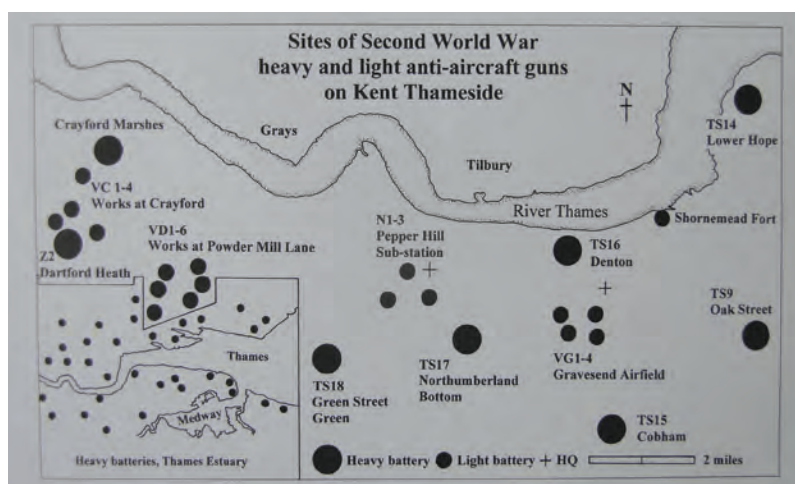 Sites of Second World War
heavy and light anti-aircraft guns
on Kent Thameside
N
Crayford Marshes
Grays
Tilbury
TS14
Lower Hope
VC 1-4
Works at Crayford
River Thames
Shornemead Fort
VD1-6
Works at Powder Mill Lane
N1-3
Pepper Hill
Sub-station
Z2
Dartford Heath
TS16
Denton
TS9
Oak Street
Thames
TS18
Green Street
Green
TS17
Northumberland
Bottom
VG1-4
Gravesend Airfield
Medway
TS15
Cobham
Heavy batteries, Thames Estuary
Heavy battery
Light battery
HQ
2 miles